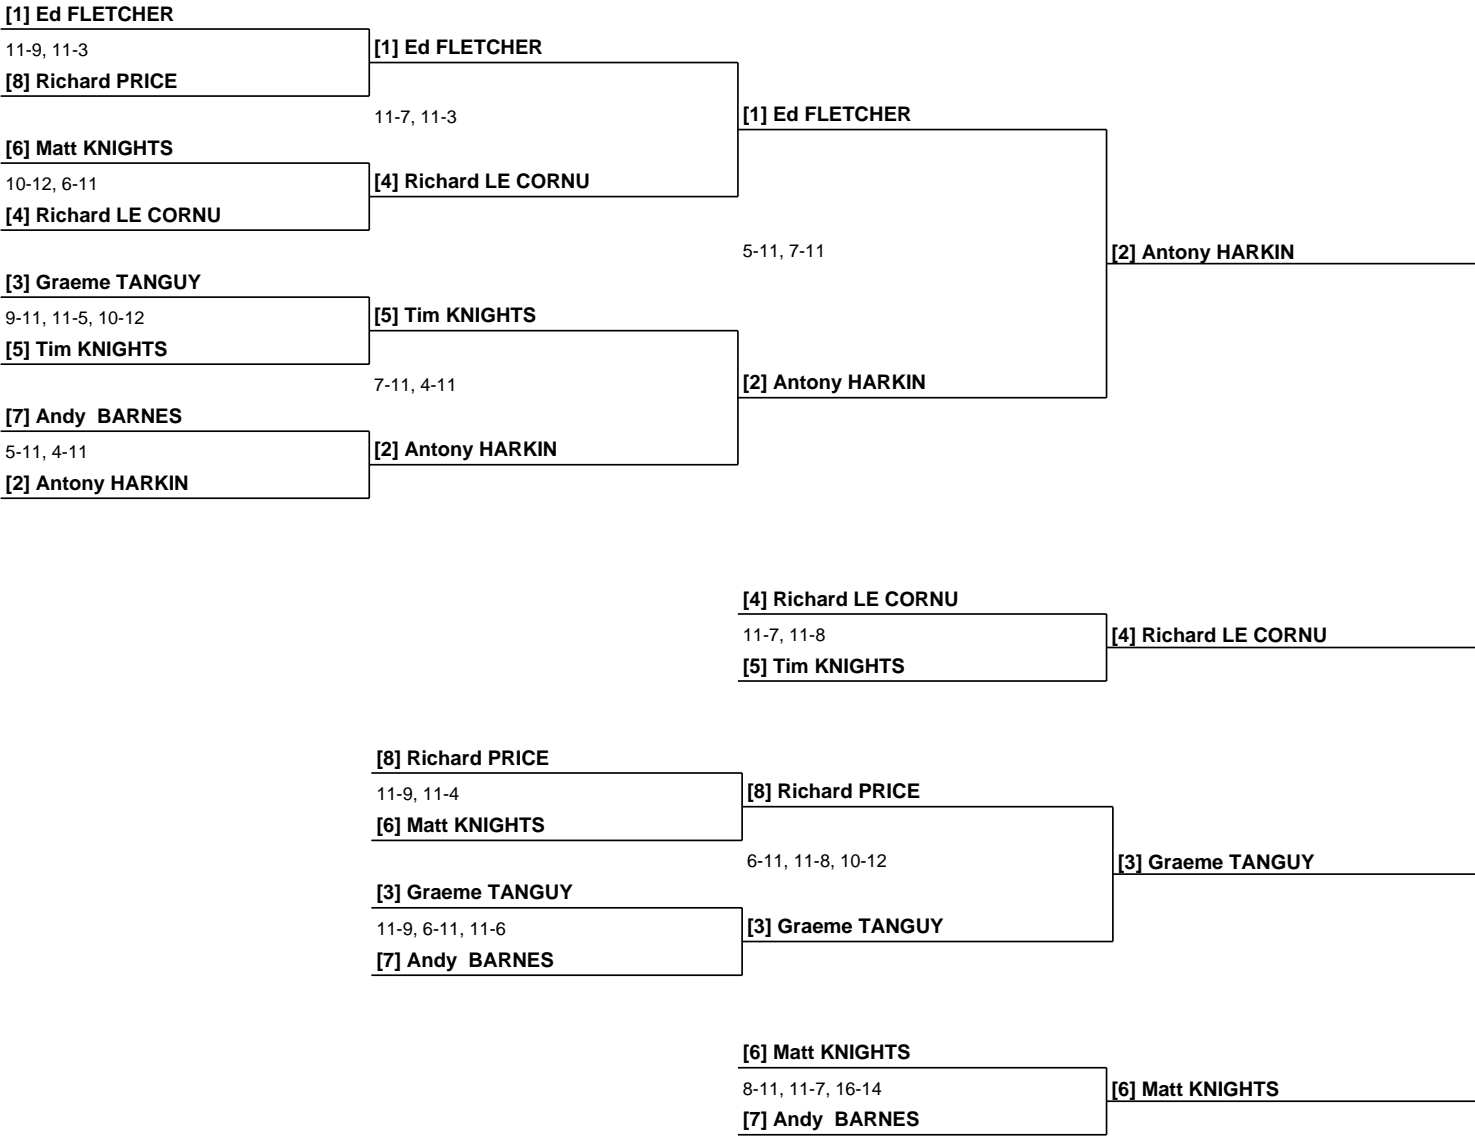 [1] Ed FLETCHER
11-9, 11-3
[1] Ed FLETCHER
[8] Richard PRICE
11-7, 11-3
[1] Ed FLETCHER
[6] Matt KNIGHTS
10-12, 6-11
[4] Richard LE CORNU
[4] Richard LE CORNU
5-11, 7-11
[2] Antony HARKIN
[3] Graeme TANGUY
9-11, 11-5, 10-12
[5] Tim KNIGHTS
[5] Tim KNIGHTS
7-11, 4-11
[2] Antony HARKIN
[7] Andy  BARNES
5-11, 4-11
[2] Antony HARKIN
[2] Antony HARKIN
[4] Richard LE CORNU
11-7, 11-8
[4] Richard LE CORNU
[5] Tim KNIGHTS
[8] Richard PRICE
11-9, 11-4
[8] Richard PRICE
[6] Matt KNIGHTS
6-11, 11-8, 10-12
[3] Graeme TANGUY
[3] Graeme TANGUY
11-9, 6-11, 11-6
[3] Graeme TANGUY
[7] Andy  BARNES
[6] Matt KNIGHTS
8-11, 11-7, 16-14
[6] Matt KNIGHTS
[7] Andy  BARNES